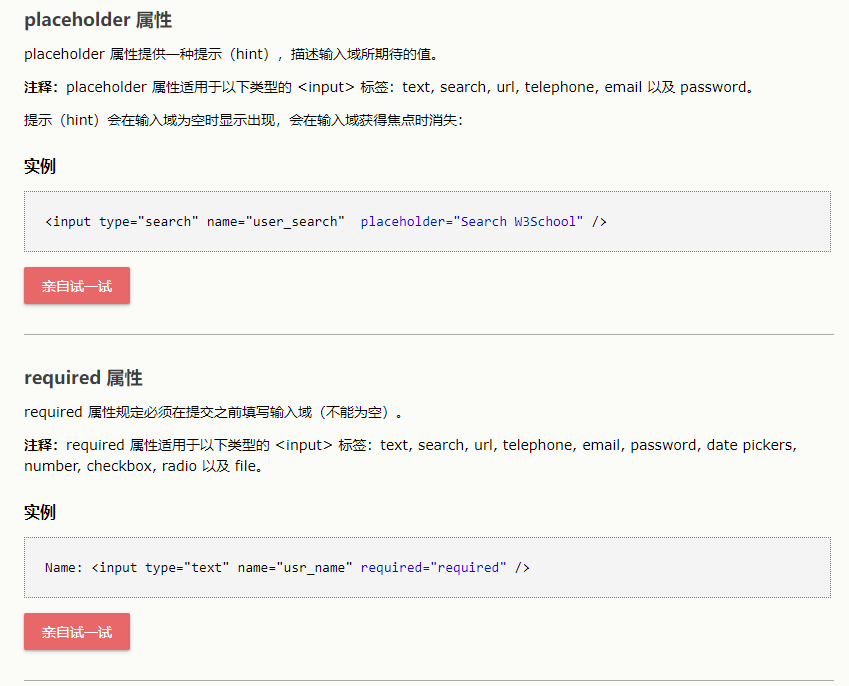 placeholder 属性
placeholder 属性提供一种提示（hint），描述输入域所期待的值。
注释：placeholder 属性适用于以下类型的 <input> 标签：text, search, url, telephone, email 以及 password。
提示（hint）会在输入域为空时显示出现，会在输入域获得焦点时消失：
实例
<input type="search" name="user_search"  placeholder="Search W3School" />
亲自试一试
required 属性
required 属性规定必须在提交之前填写输入域（不能为空）。
注释：required 属性适用于以下类型的 <input> 标签：text, search, url, telephone, email, password, date pickers,
number, checkbox, radio 以及 file。
实例
Name: <input type="text" name="usr_name" required="required" />
亲自试一试